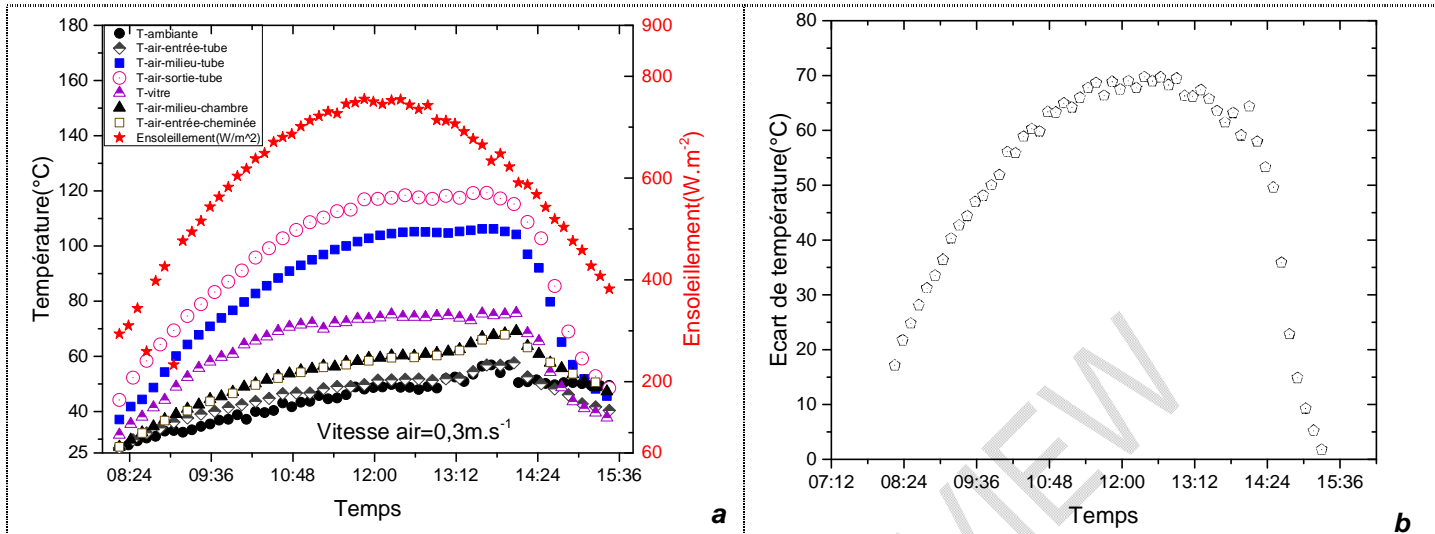 180
160
140
120
100
80
60
40
25
Température(°C)
T-ambiante
T-air-entrée-tube
T-air-milieu-tube
T-air-sortie-tube
T-vitre
T-air-milieu-chambre
T-air-entrée-cheminée
Ensoleillement(W/m^2)
Vitesse air=0,3m.s-1
900
800
600
400
200
60
Ensoleillement(W.m-2)
08:24 09:36 10:48 12:00 13:12 14:24 15:36
Temps
a
80
70
60
50
40
30
20
10
0
Ecart de température(°C)
07:12 08:24 09:36 10:48 12:00 13:12 14:24 15:36
Temps
b
VIEW